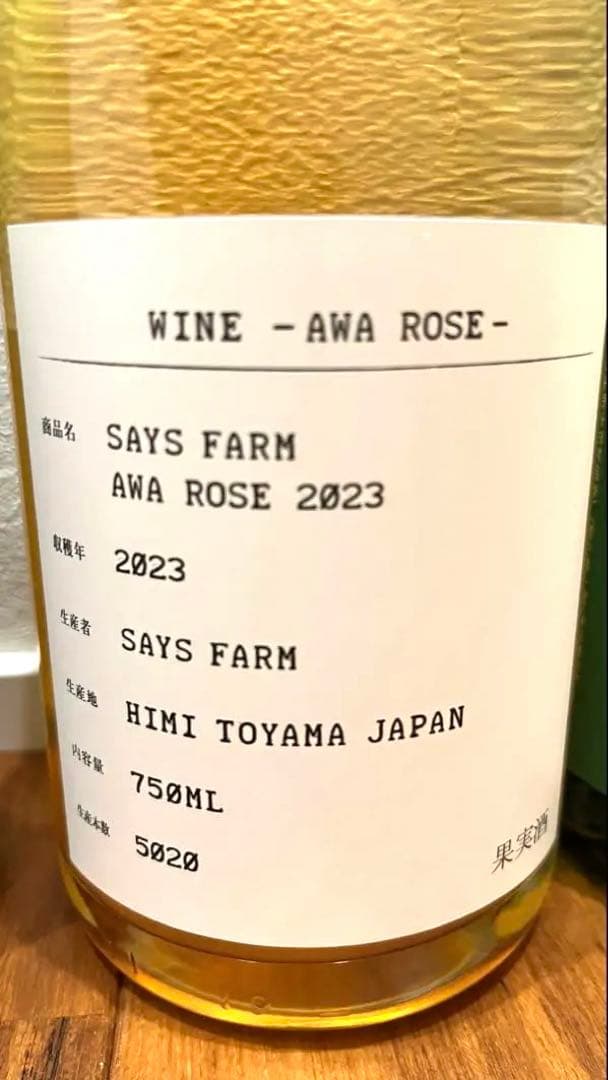 WINE -AWA ROSE-
商品名 SAYS FARM
AWA ROSE 2023
収穫年 2023
生産者 SAYS FARM
生産地 HIMI TOYAMA JAPAN
内容量 750ML
生産本数 5020
果実酒